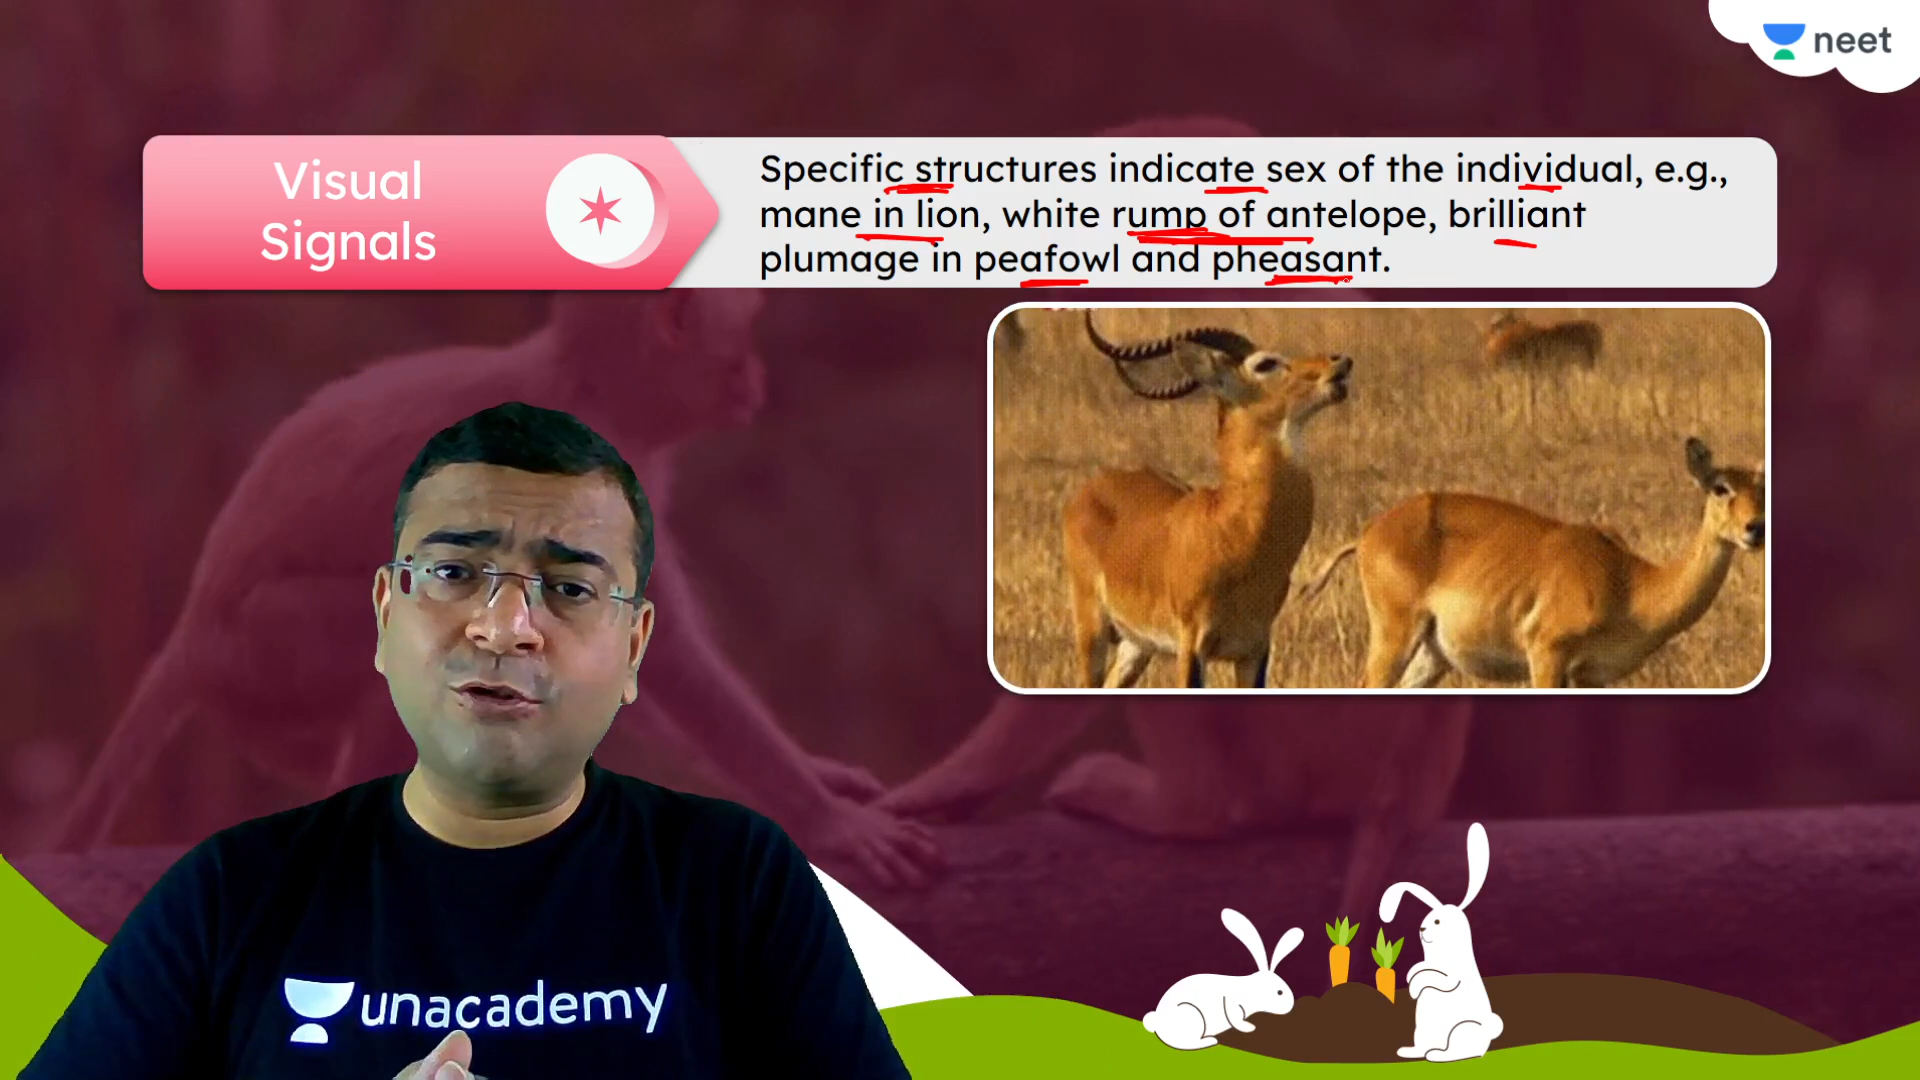 neet
Visual
Signals
Specific structures indicate sex of the individual, e.g.,
mane in lion, white rump of antelope, brilliant
plumage in peafowl and pheasant.
unacademy